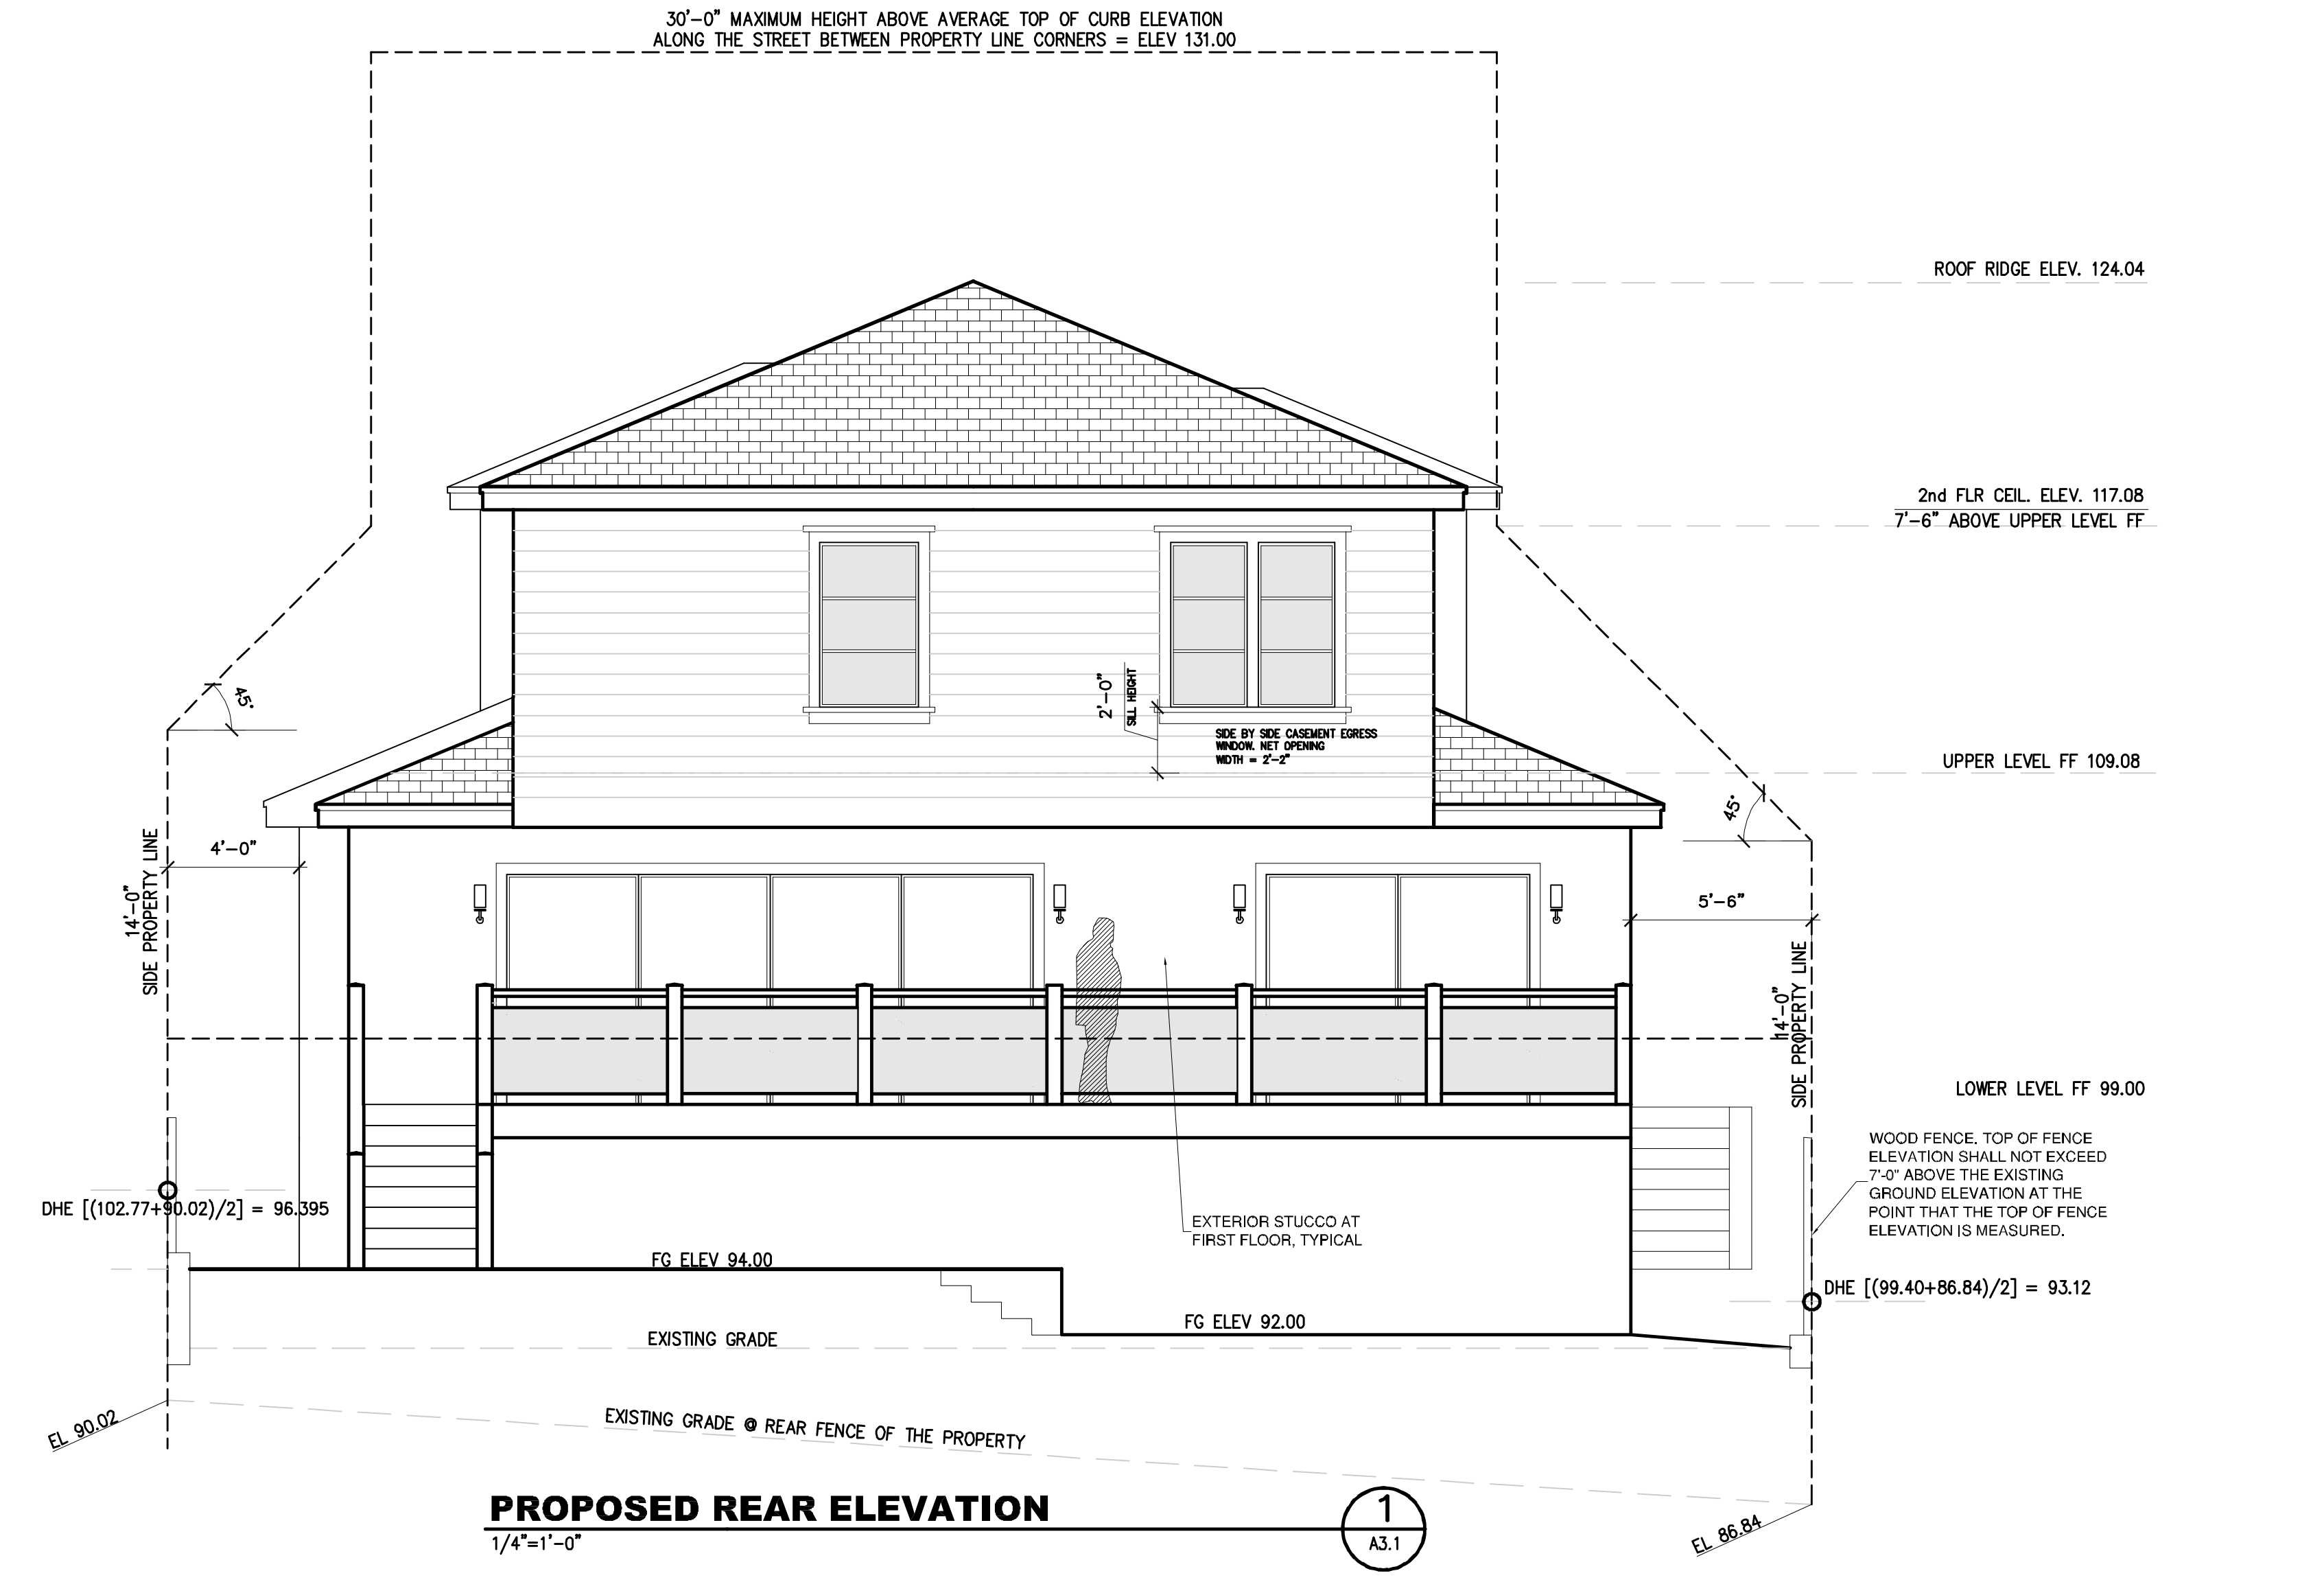 30'-0" MAXIMUM HEIGHT ABOVE AVERAGE TOP OF CURB ELEVATION
ALONG THE STREET BETWEEN PROPERTY LINE CORNERS = ELEV 131.00
ROOF RIDGE ELEV. 124.04
2nd FLR CEIL. ELEV. 117.08
7'-6" ABOVE UPPER LEVEL FF
45°
2'-0"
SILL HEIGHT
SIDE BY SIDE CASEMENT EGRESS
WINDOW. NET OPENING
WIDTH = 2'-2"
UPPER LEVEL FF 109.08
45°
4'-0"
14'-0"
SIDE PROPERTY LINE
5'-6"
14'-0"
SIDE PROPERTY LINE
LOWER LEVEL FF 99.00
WOOD FENCE. TOP OF FENCE
ELEVATION SHALL NOT EXCEED
7'-0" ABOVE THE EXISTING
GROUND ELEVATION AT THE
POINT THAT THE TOP OF FENCE
ELEVATION IS MEASURED.
DHE [(102.77+90.02)/2] = 96.395
EXTERIOR STUCCO AT
FIRST FLOOR, TYPICAL
FG ELEV 94.00
DHE [(99.40+86.84)/2] = 93.12
FG ELEV 92.00
EXISTING GRADE
EL 90.02
EXISTING GRADE @ REAR FENCE OF THE PROPERTY
EL 86.84
PROPOSED REAR ELEVATION
1/4"=1'-0"
1
A3.1